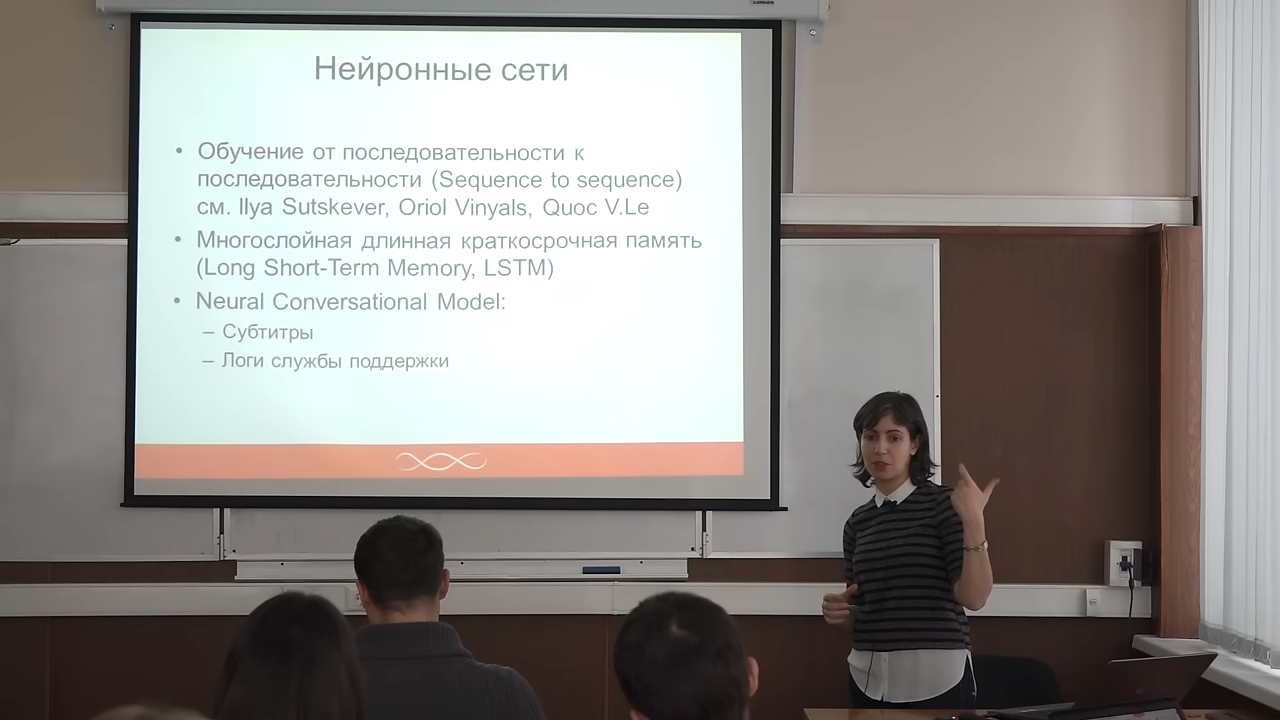 Нейронные сети
• Обучение от последовательности к
последовательности (Sequence to sequence)
см. Ilya Sutskever, Oriol Vinyals, Quoc V.Le
• Многослойная длинная краткосрочная память
(Long Short-Term Memory, LSTM)
• Neural Conversational Model:
– Субтитры
– Логи службы поддержки